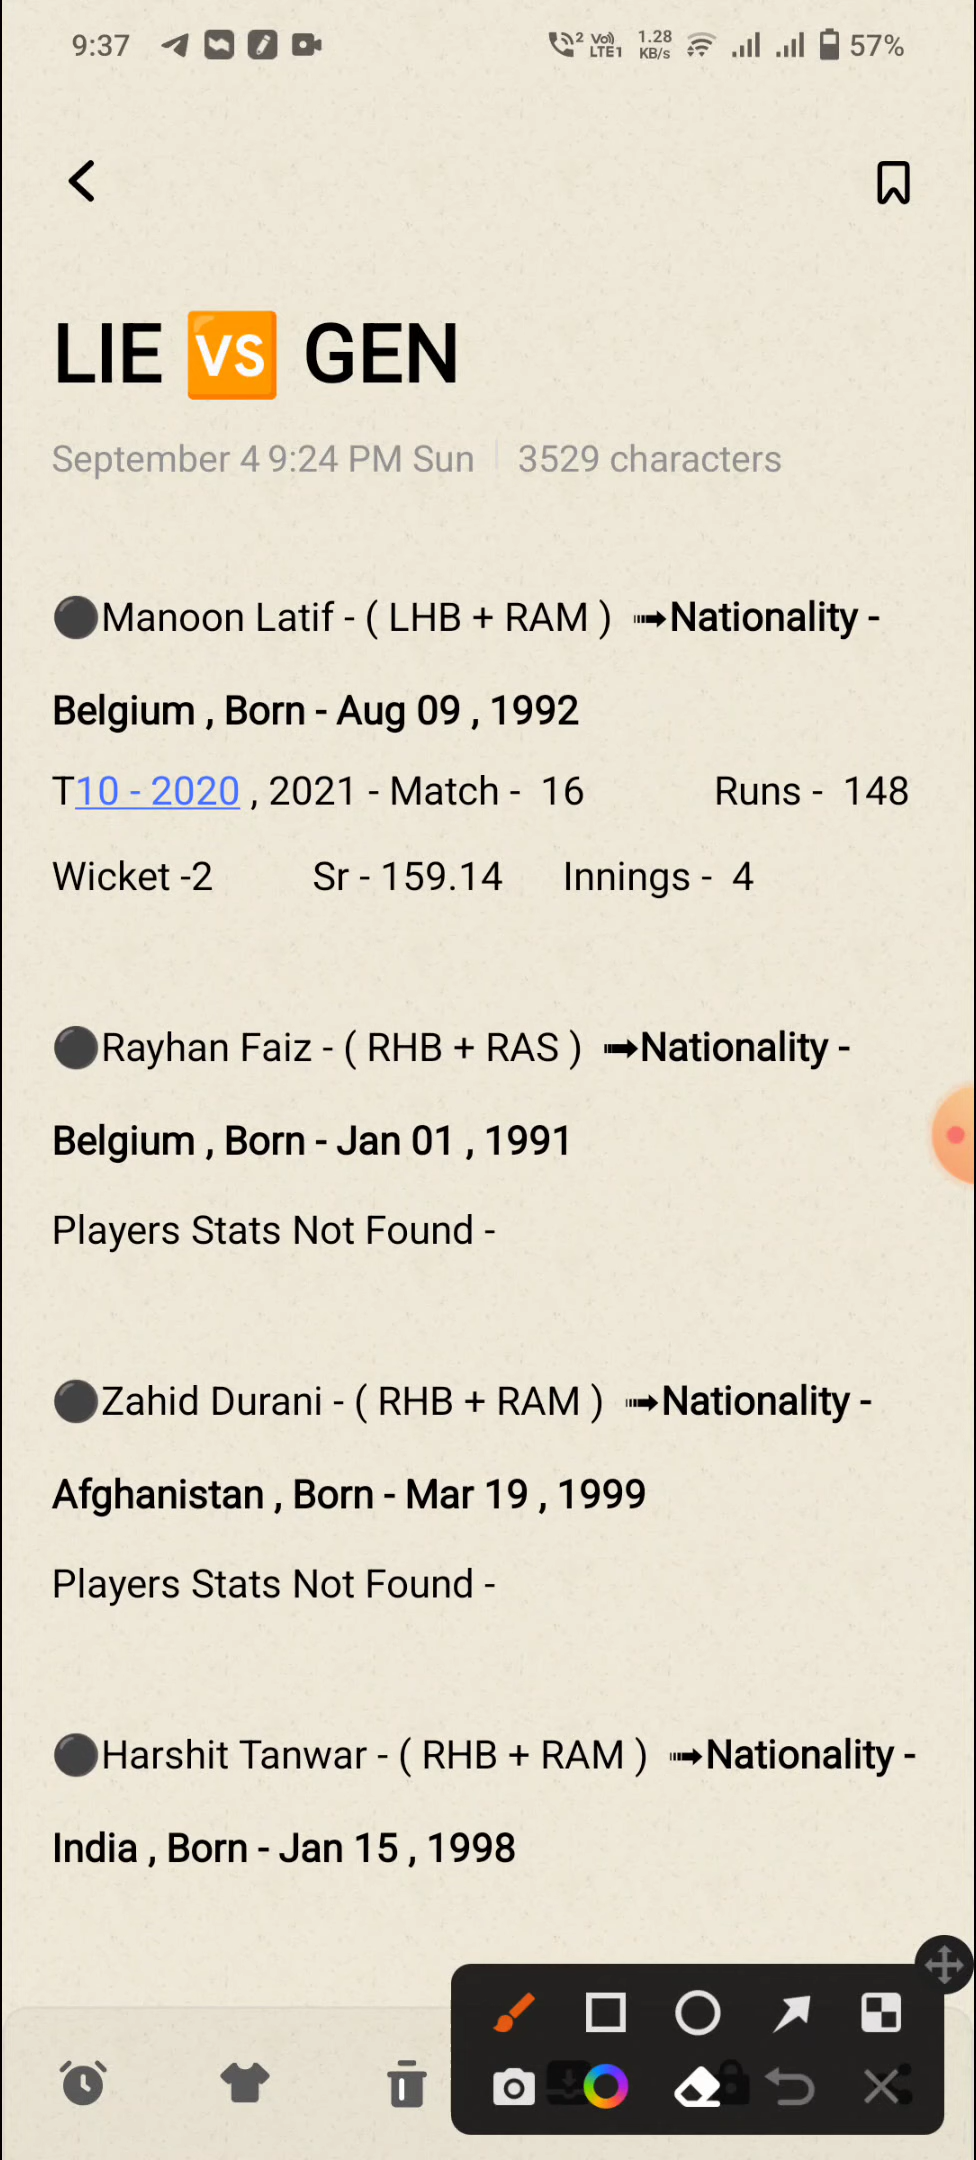 9:37 2 Vo) LTE1 1.28 KB/s 57%
LIE VS GEN
September 4 9:24 PM Sun 3529 characters
⚫Manoon Latif - ( LHB + RAM ) ➟Nationality -
Belgium , Born - Aug 09 , 1992
T10 - 2020 , 2021 - Match - 16 Runs - 148
Wicket -2 Sr - 159.14 Innings - 4
⚫Rayhan Faiz - ( RHB + RAS ) ➟Nationality -
Belgium , Born - Jan 01 , 1991
Players Stats Not Found -
⚫Zahid Durani - ( RHB + RAM ) ➟Nationality -
Afghanistan , Born - Mar 19 , 1999
Players Stats Not Found -
⚫Harshit Tanwar - ( RHB + RAM ) ➟Nationality -
India , Born - Jan 15 , 1998